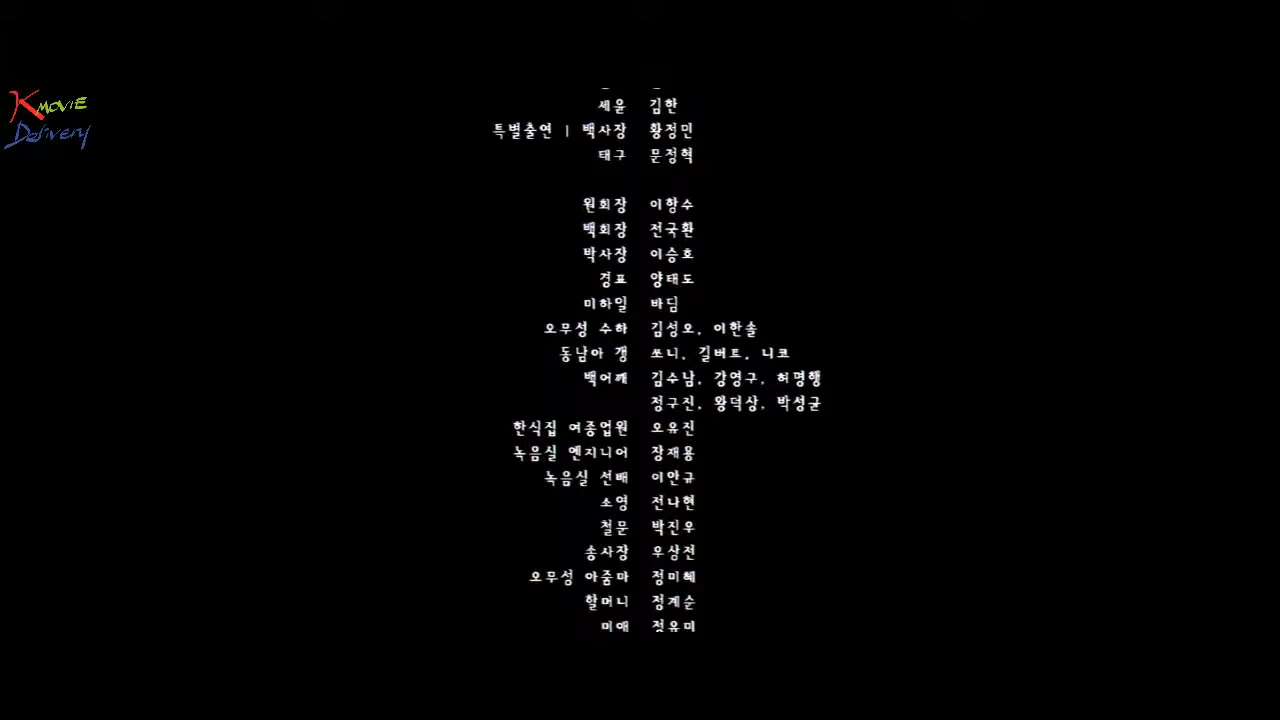 K MOVIE
Delivery
세윤 김한
특별출연 | 백사장 황정민
태구 문정혁
원회장 이항수
백회장 전국환
박사장 이승호
경표 양태도
미하일 바딤
오무성 수하 김성오, 이한솔
동남아 갱 쏘니, 길버트, 니코
백어깨 김수남, 강영구, 허명행
정구진, 왕덕상, 박성균
한식집 여종업원 오유진
녹음실 엔지니어 장재용
녹음실 선배 이안규
소영 전나현
철문 박진우
송사장 우상전
오무성 아줌마 정미혜
할머니 정계순
미애 정유미